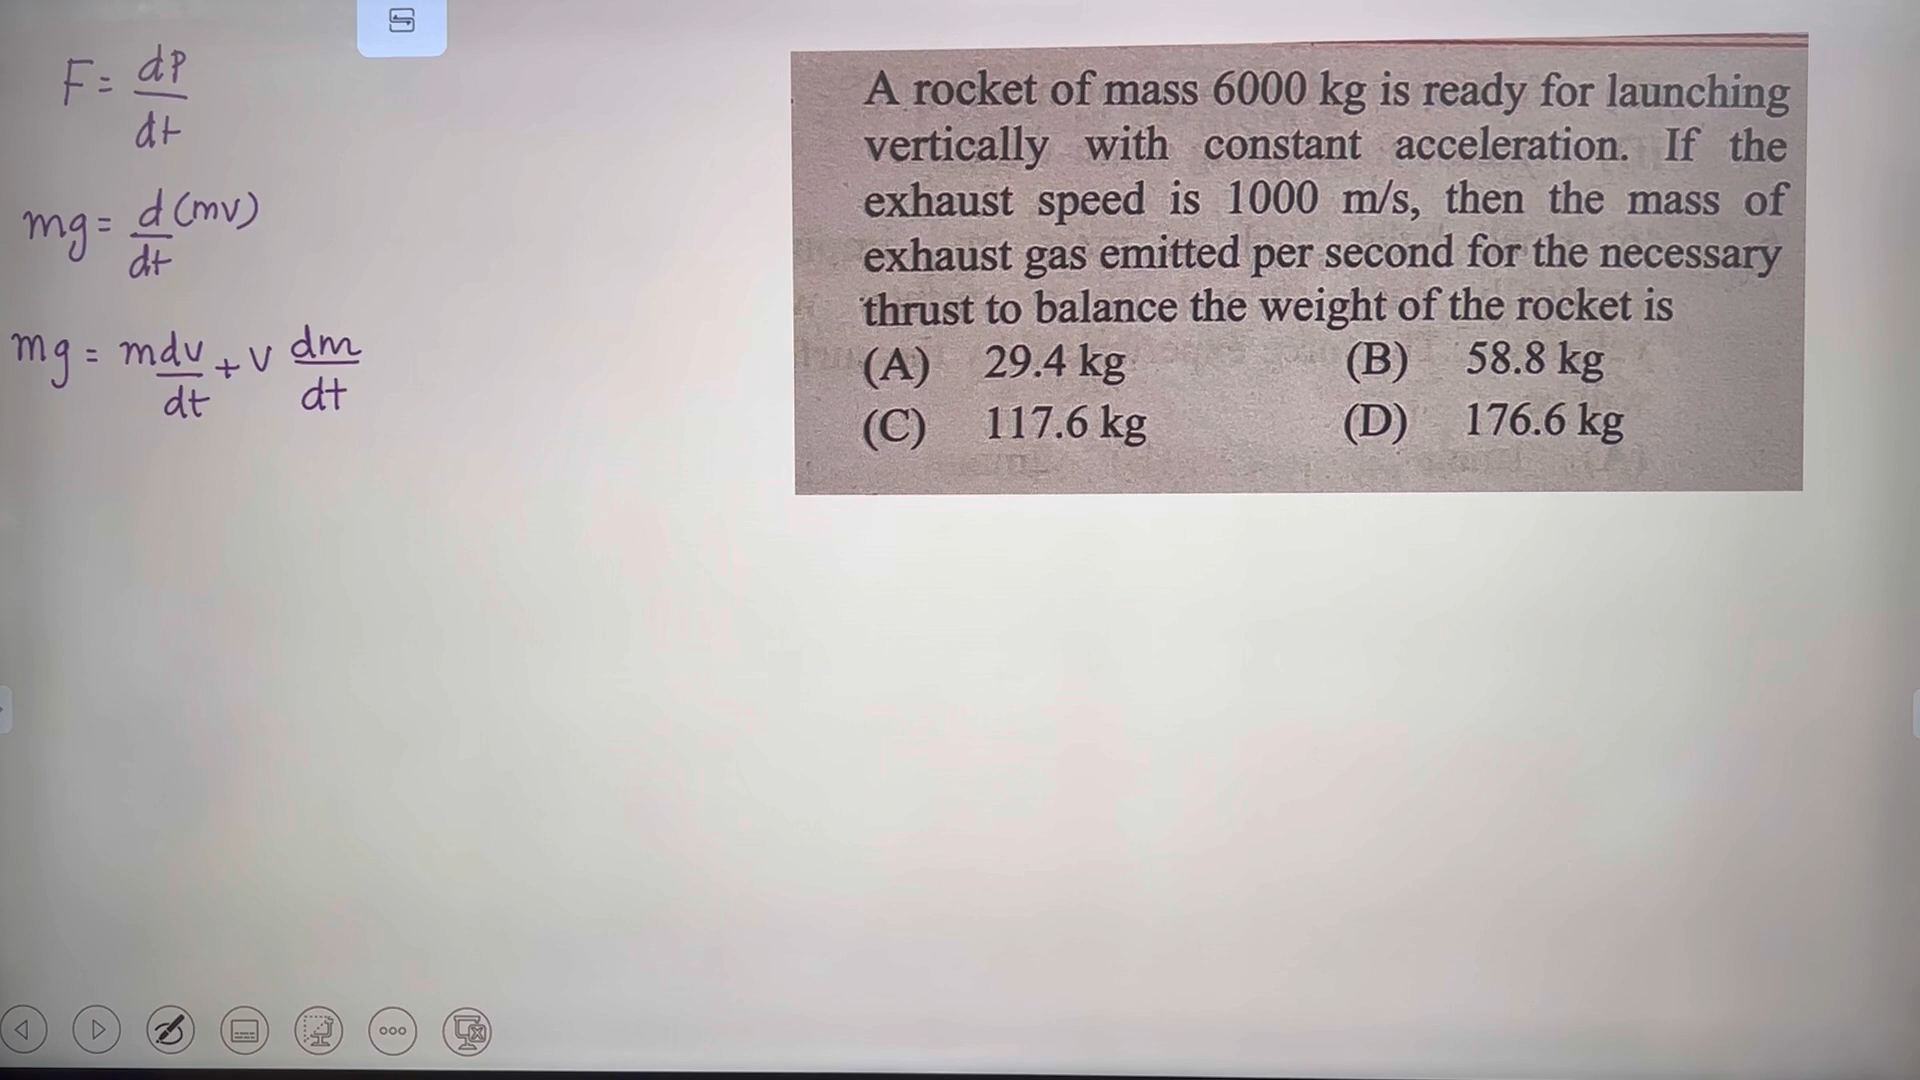 F = dP/dt
mg = d/dt (mv)
mg = m dv/dt + v dm/dt
A rocket of mass 6000 kg is ready for launching
vertically with constant acceleration. If the
exhaust speed is 1000 m/s, then the mass of
exhaust gas emitted per second for the necessary
thrust to balance the weight of the rocket is
(A) 29.4 kg (B) 58.8 kg
(C) 117.6 kg (D) 176.6 kg